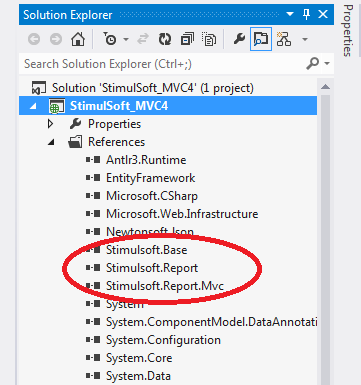 Solution Explorer
Properties
Search Solution Explorer (Ctrl+;)
Solution 'StimulSoft_MVC4' (1 project)
StimulSoft_MVC4
Properties
References
Antlr3.Runtime
EntityFramework
Microsoft.CSharp
Microsoft.Web.Infrastructure
Newtonsoft.Json
Stimulsoft.Base
Stimulsoft.Report
Stimulsoft.Report.Mvc
System
System.ComponentModel.DataAnnotatio
System.Configuration
System.Core
System.Data